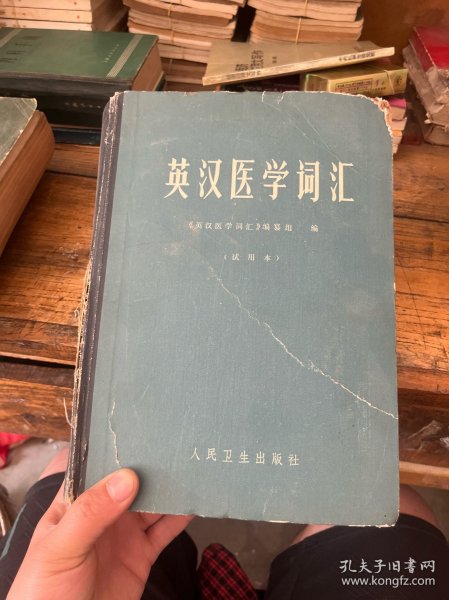 英汉医学词汇
《英汉医学词汇》编纂组 编
（试用本）
人民卫生出版社
孔夫子旧书网
www.kongfz.com